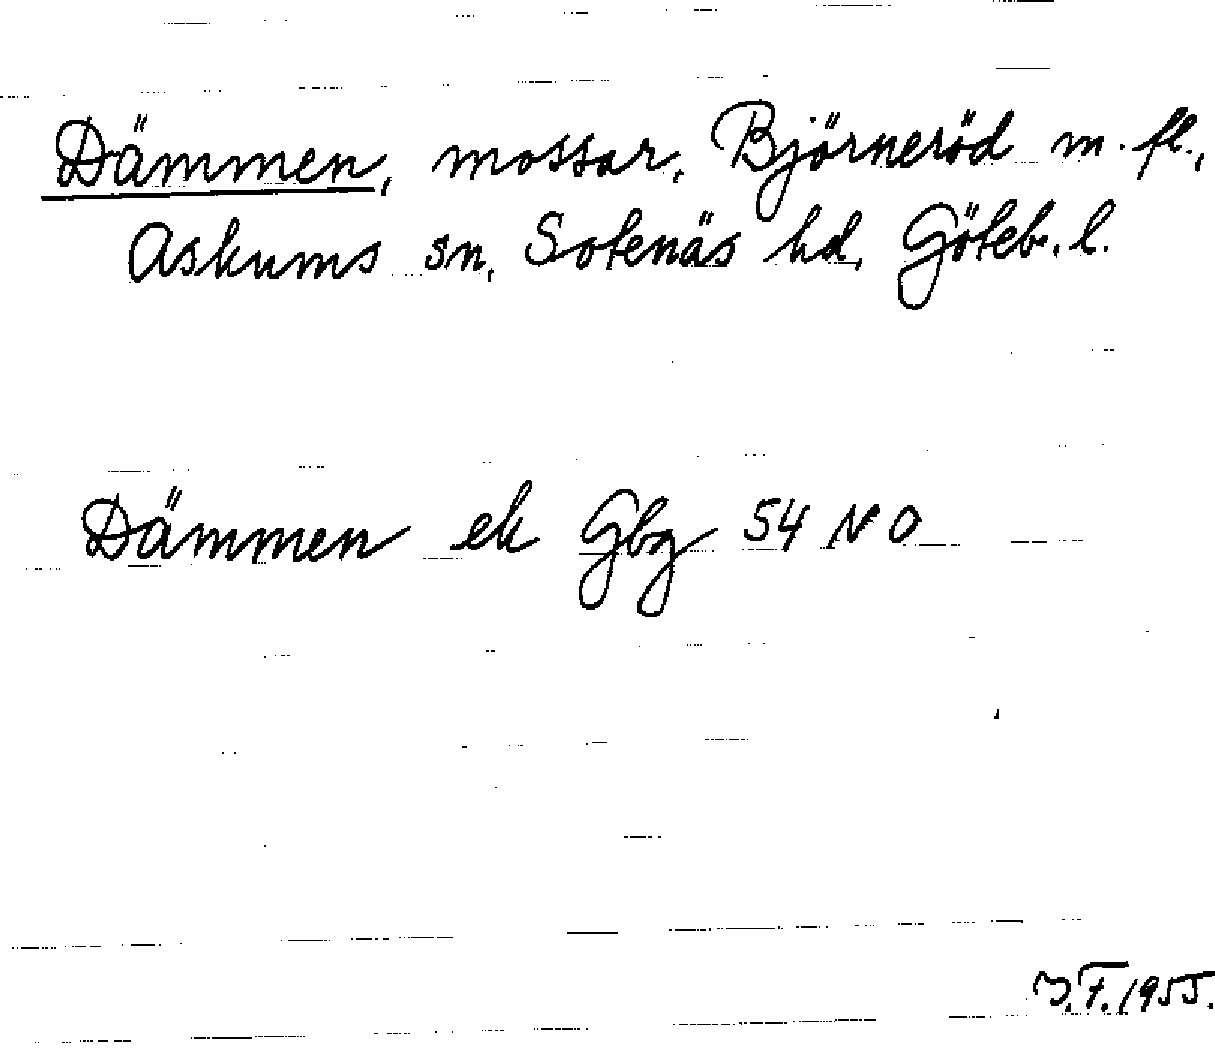 Dämmen, mossar, Björneröd m. fl.,
Askums sn, Sotenäs hd, Göteb. l.
Dämmen ek Gbg 54 NO
J.F. 1955.